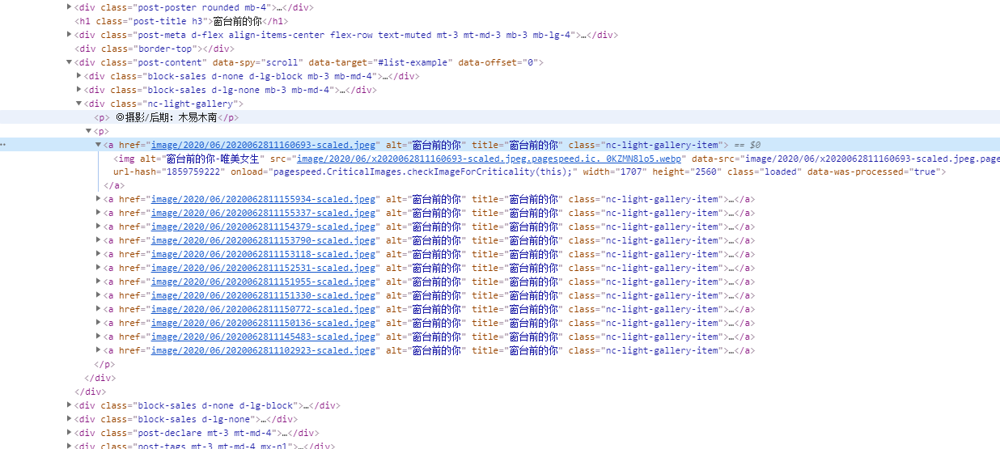 ▶<div class="post-poster rounded mb-4">…</div>
<h1 class="post-title h3">窗台前的你</h1>
▶<div class="post-meta d-flex align-items-center flex-row text-muted mt-3 mt-md-3 mb-3 mb-lg-4">…</div>
<div class="border-top"></div>
▼<div class="post-content" data-spy="scroll" data-target="#list-example" data-offset="0">
▶<div class="block-sales d-none d-lg-block mb-3 mb-md-4">…</div>
▶<div class="block-sales d-lg-none mb-3 mb-md-4">…</div>
▼<div class="nc-light-gallery">
<p> ©摄影/后期：木易木南</p>
▼<p>
▼<a href="image/2020/06/2020062811160693-scaled.jpeg" alt="窗台前的你" title="窗台前的你" class="nc-light-gallery-item"> == $0
<img alt="窗台前的你-唯美女生" src="image/2020/06/x2020062811160693-scaled.jpeg.pagespeed.ic. 0KZMN8lo5.webp" data-src="image/2020/06/x2020062811160693-scaled.jpeg.page
url-hash="1859759222" onload="pagespeed.CriticalImages.checkImageForCriticality(this);" width="1707" height="2560" class="loaded" data-was-processed="true">
</a>
▶<a href="image/2020/06/2020062811155934-scaled.jpeg" alt="窗台前的你" title="窗台前的你" class="nc-light-gallery-item">…</a>
▶<a href="image/2020/06/2020062811155337-scaled.jpeg" alt="窗台前的你" title="窗台前的你" class="nc-light-gallery-item">…</a>
▶<a href="image/2020/06/2020062811154379-scaled.jpeg" alt="窗台前的你" title="窗台前的你" class="nc-light-gallery-item">…</a>
▶<a href="image/2020/06/2020062811153790-scaled.jpeg" alt="窗台前的你" title="窗台前的你" class="nc-light-gallery-item">…</a>
▶<a href="image/2020/06/2020062811153118-scaled.jpeg" alt="窗台前的你" title="窗台前的你" class="nc-light-gallery-item">…</a>
▶<a href="image/2020/06/2020062811152531-scaled.jpeg" alt="窗台前的你" title="窗台前的你" class="nc-light-gallery-item">…</a>
▶<a href="image/2020/06/2020062811151955-scaled.jpeg" alt="窗台前的你" title="窗台前的你" class="nc-light-gallery-item">…</a>
▶<a href="image/2020/06/2020062811151330-scaled.jpeg" alt="窗台前的你" title="窗台前的你" class="nc-light-gallery-item">…</a>
▶<a href="image/2020/06/2020062811150772-scaled.jpeg" alt="窗台前的你" title="窗台前的你" class="nc-light-gallery-item">…</a>
▶<a href="image/2020/06/2020062811150136-scaled.jpeg" alt="窗台前的你" title="窗台前的你" class="nc-light-gallery-item">…</a>
▶<a href="image/2020/06/2020062811145483-scaled.jpeg" alt="窗台前的你" title="窗台前的你" class="nc-light-gallery-item">…</a>
▶<a href="image/2020/06/2020062811102923-scaled.jpeg" alt="窗台前的你" title="窗台前的你" class="nc-light-gallery-item">…</a>
</p>
</div>
</div>
▶<div class="block-sales d-none d-lg-block">…</div>
▶<div class="block-sales d-lg-none">…</div>
▶<div class="post-declare mt-3 mt-md-4">…</div>
▶<div class="post-tags mt-3 mt-md-4 mx-n1">…</div>